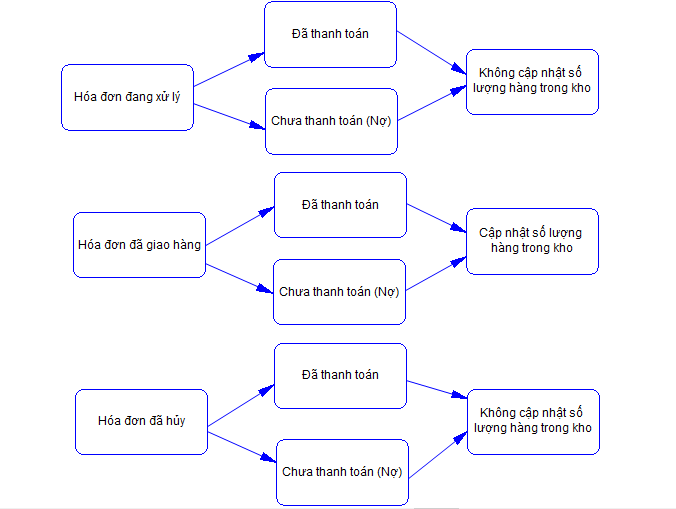 Đã thanh toán
Hóa đơn đang xử lý
Không cập nhật số
lượng hàng trong kho
Chưa thanh toán (Nợ)
Đã thanh toán
Hóa đơn đã giao hàng
Cập nhật số lượng
hàng trong kho
Chưa thanh toán (Nợ)
Đã thanh toán
Hóa đơn đã hủy
Không cập nhật số
lượng hàng trong kho
Chưa thanh toán (Nợ)